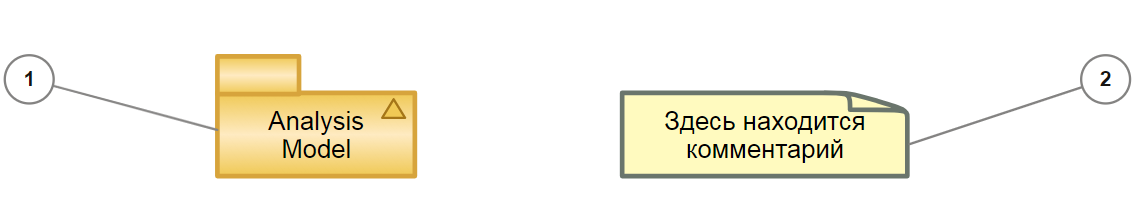 1
Analysis
Model
Здесь находится
комментарий
2